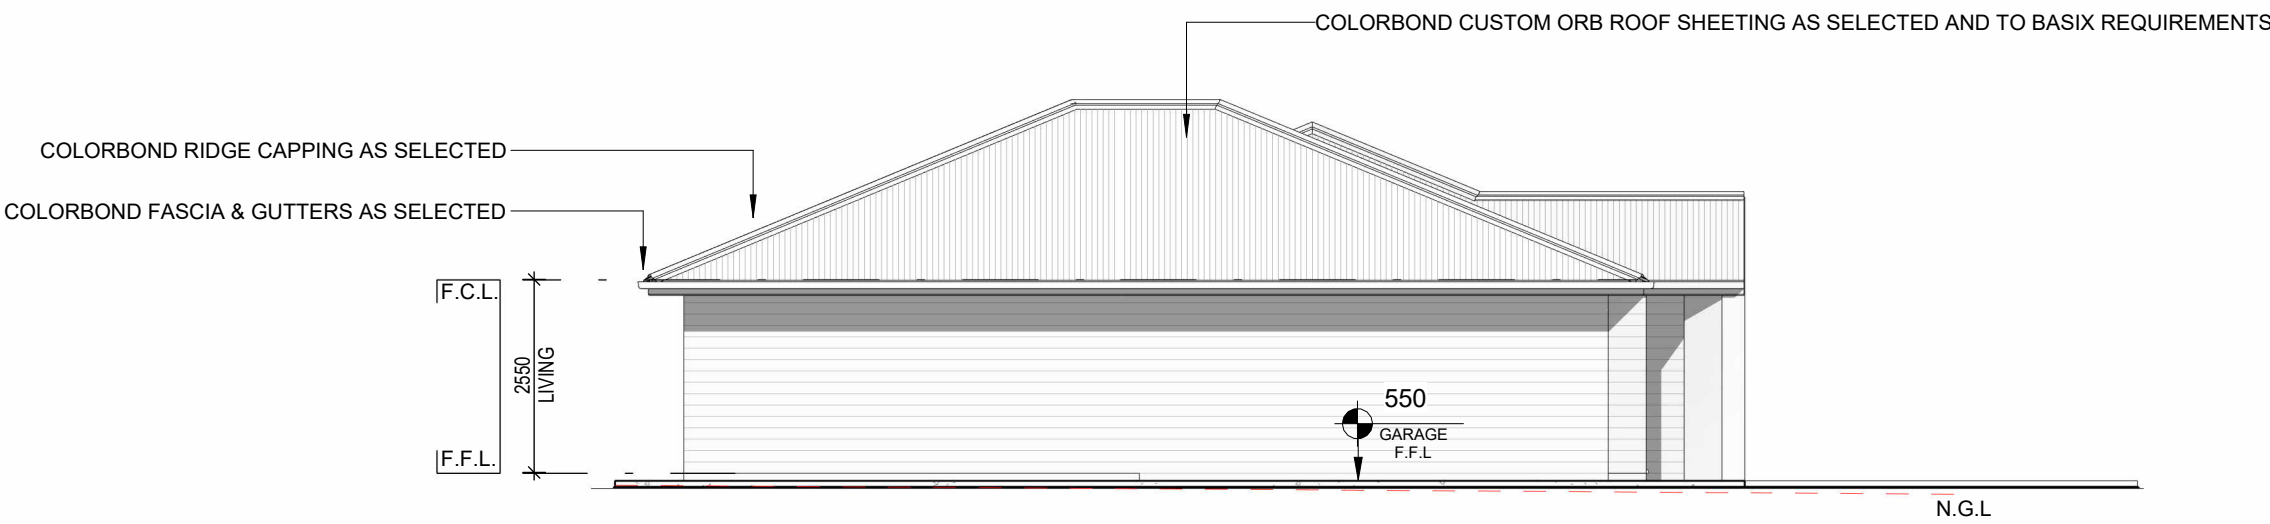 COLORBOND CUSTOM ORB ROOF SHEETING AS SELECTED AND TO BASIX REQUIREMENTS
COLORBOND RIDGE CAPPING AS SELECTED
COLORBOND FASCIA & GUTTERS AS SELECTED
F.C.L.
2550
LIVING
F.F.L.
550
GARAGE
F.F.L
N.G.L